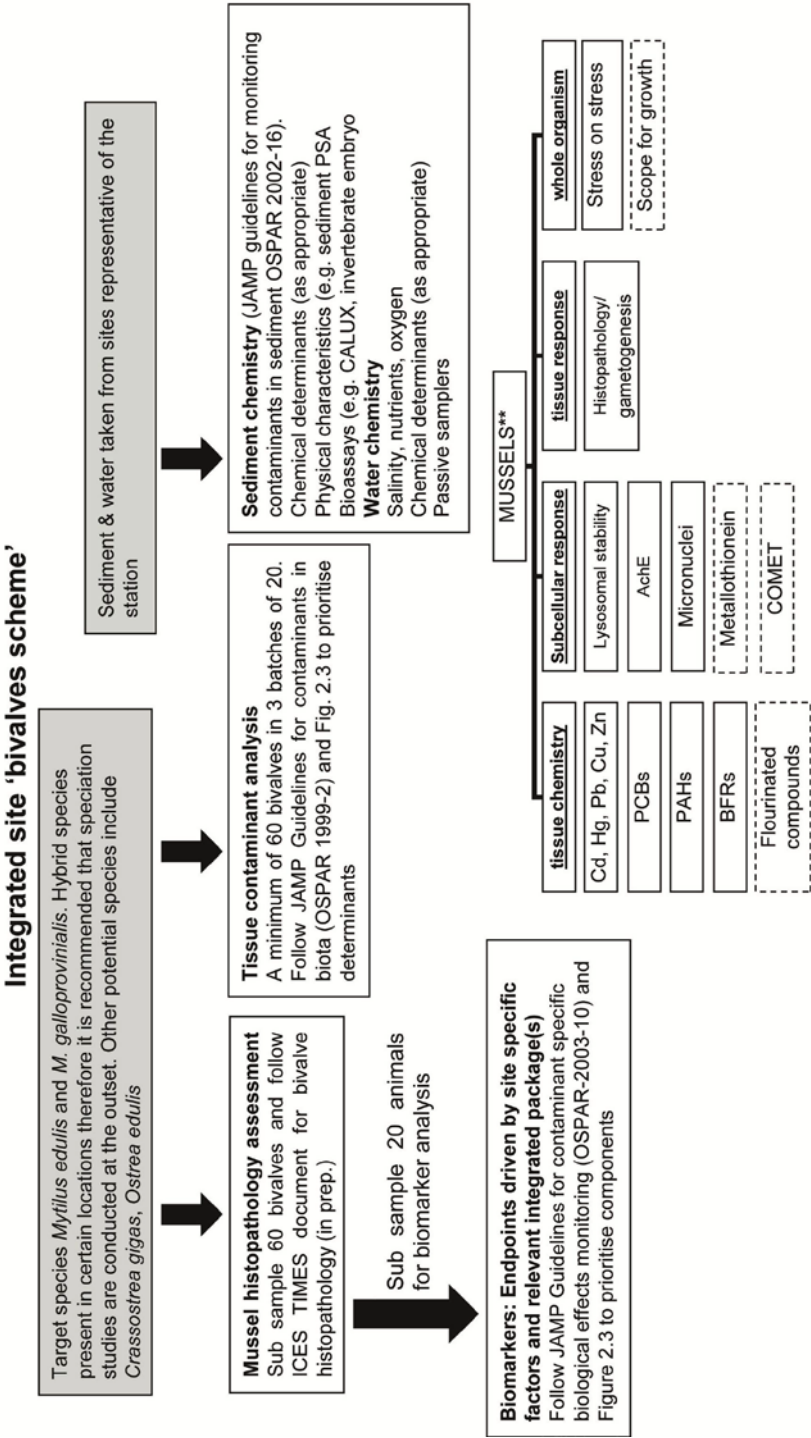 Integrated site 'bivalves scheme'
Target species Mytilus edulis and M. galloprovinialis. Hybrid species
present in certain locations therefore it is recommended that speciation
studies are conducted at the outset. Other potential species include
Crassostrea gigas, Ostrea edulis
Sediment & water taken from sites representative of the
station
Mussel histopathology assessment
Sub sample 60 bivalves and follow
ICES TIMES document for bivalve
histopathology (in prep.)
Tissue contaminant analysis
A minimum of 60 bivalves in 3 batches of 20.
Follow JAMP Guidelines for contaminants in
biota (OSPAR 1999-2) and Fig. 2.3 to prioritise
determinants
Sediment chemistry (JAMP guidelines for monitoring
contaminants in sediment OSPAR 2002-16).
Chemical determinants (as appropriate)
Physical characteristics (e.g. sediment PSA
Bioassays (e.g. CALUX, invertebrate embryo
Water chemistry
Salinity, nutrients, oxygen
Chemical determinants (as appropriate)
Passive samplers
Sub sample 20 animals
for biomarker analysis
Biomarkers: Endpoints driven by site specific
factors and relevant integrated package(s)
Follow JAMP Guidelines for contaminant specific
biological effects monitoring (OSPAR-2003-10) and
Figure 2.3 to prioritise components
MUSSELS**
tissue chemistry
Cd, Hg, Pb, Cu, Zn
PCBs
PAHs
BFRs
Flourinated
compounds
Subcellular response
Lysosomal stability
AchE
Micronuclei
Metallothionein
COMET
tissue response
Histopathology/
gametogenesis
whole organism
Stress on stress
Scope for growth